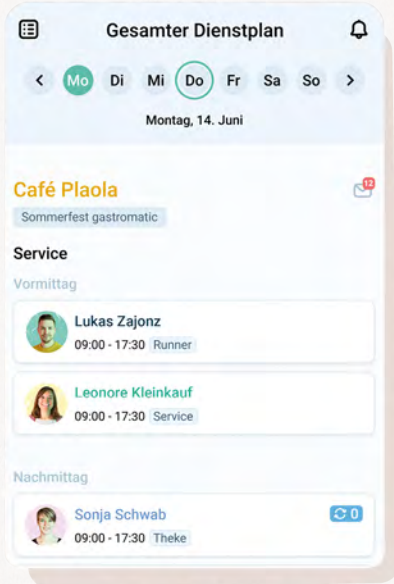 Gesamter Dienstplan
Mo Di Mi Do Fr Sa So
Montag, 14. Juni
Café Plaola
12
Sommerfest gastromatic
Service
Vormittag
Lukas Zajonz
09:00 - 17:30 Runner
Leonore Kleinkauf
09:00 - 17:30 Service
Nachmittag
Sonja Schwab
0
09:00 - 17:30 Theke